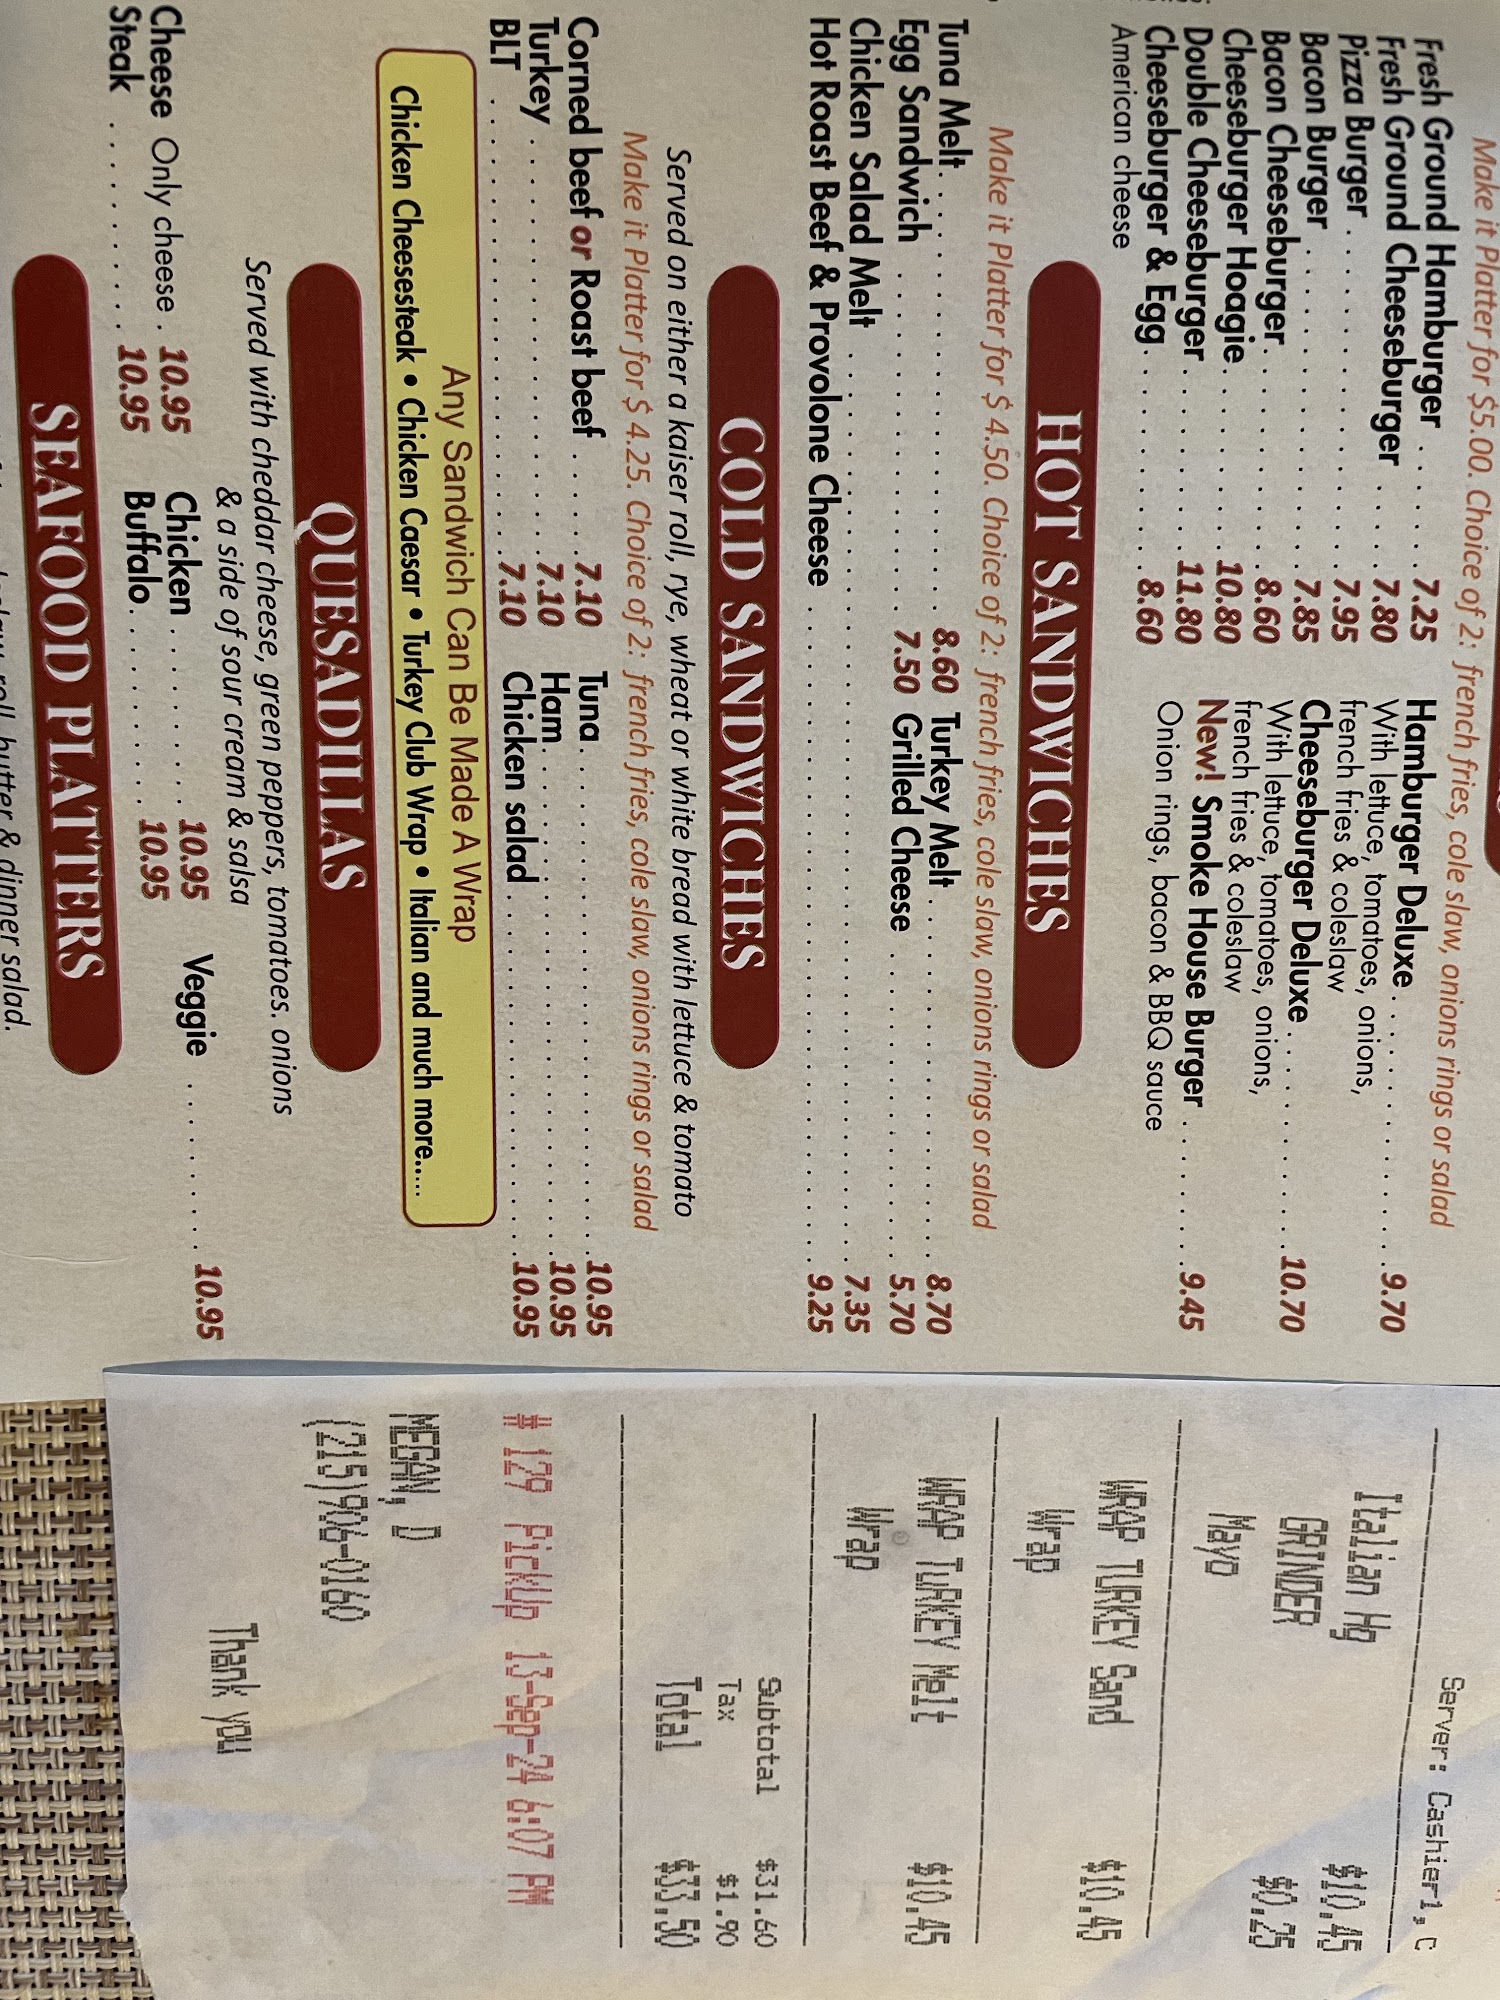 Make it Platter for $5.00. Choice of 2: french fries, cole slaw, onions rings or salad
Fresh Ground Hamburger . . . . . . . 7.25
Fresh Ground Cheeseburger . . . . . 7.80
Pizza Burger . . . . . . . . . . . . . . . 7.95
Bacon Burger . . . . . . . . . . . . . . 7.85
Bacon Cheeseburger . . . . . . . . . . 8.60
Cheeseburger Hoagie . . . . . . . . . 10.80
Double Cheeseburger . . . . . . . . . 11.80
Cheeseburger & Egg . . . . . . . . . . 8.60
American cheese
Hamburger Deluxe . . . . . . . . . . . . 9.70
With lettuce, tomatoes, onions,
french fries & coleslaw
Cheeseburger Deluxe . . . . . . . . . . 10.70
With lettuce, tomatoes, onions,
french fries & coleslaw
New! Smoke House Burger . . . . . . . 9.45
Onion rings, bacon & BBQ sauce
HOT SANDWICHES
Make it Platter for $ 4.50. Choice of 2: french fries, cole slaw, onions rings or salad
Tuna Melt . . . . . . . . . . . . . . . . . 8.60
Egg Sandwich . . . . . . . . . . . . . . 7.50
Turkey Melt . . . . . . . . . . . . . . . . 8.70
Grilled Cheese . . . . . . . . . . . . . . 5.70
Chicken Salad Melt . . . . . . . . . . . . . . . . . . . . . . . . . . . . 7.35
Hot Roast Beef & Provolone Cheese . . . . . . . . . . . . . . . . . . . . 9.25
COLD SANDWICHES
Served on either a kaiser roll, rye, wheat or white bread with lettuce & tomato
Make it Platter for $ 4.25. Choice of 2: french fries, cole slaw, onions rings or salad
Corned beef or Roast beef . . . . . 7.10
Turkey . . . . . . . . . . . . . . . . . . 7.10
BLT . . . . . . . . . . . . . . . . . . . . 7.10
Tuna . . . . . . . . . . . . . . . . . . . . 10.95
Ham . . . . . . . . . . . . . . . . . . . . 10.95
Chicken salad . . . . . . . . . . . . . . 10.95
Any Sandwich Can Be Made A Wrap
Chicken Cheesesteak • Chicken Caesar • Turkey Club Wrap • Italian and much more.....
QUESADILLAS
Served with cheddar cheese, green peppers, tomatoes. onions
& a side of sour cream & salsa
Cheese Only cheese . 10.95
Steak . . . . . . . . . . . . . 10.95
Chicken . . . . . . . . . . 10.95
Buffalo . . . . . . . . . . . 10.95
Veggie . . . . . . . . . . 10.95
SEAFOOD PLATTERS
roll, butter & dinner salad.
Server: Cashier1, C
Italian Hg $10.45
GRINDER $0.25
Mayo
WRAP TURKEY Sand $10.45
Wrap
WRAP TURKEY Melt $10.45
Wrap
Subtotal $31.60
Tax $1.90
Total $33.50
# 129 PickUp 13-Sep-24 6:07 PM
MEGAN, D
(215)906-0160
Thank you